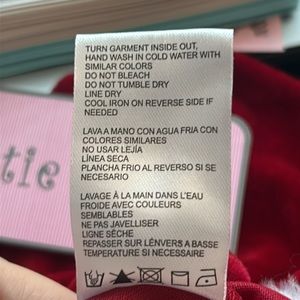 TURN GARMENT INSIDE OUT,
HAND WASH IN COLD WATER WITH
SIMILAR COLORS
DO NOT BLEACH
DO NOT TUMBLE DRY
LINE DRY
COOL IRON ON REVERSE SIDE IF
NEEDED
LAVA A MANO CON AGUA FRIA CON
COLORES SIMILARES
NO USAR LEJÍA
LÍNEA SECA
PLANCHA FRIO AL REVERSO SI SE
NECESARIO
LAVAGE À LA MAIN DANS L'EAU
FROIDE AVEC COULEURS
SEMBLABLES
NE PAS JAVELLISER
LIGNE SÈCHE
REPASSER SUR LÉNVERS A BASSE
TEMPERATURE SI NECESSAIRE
tie